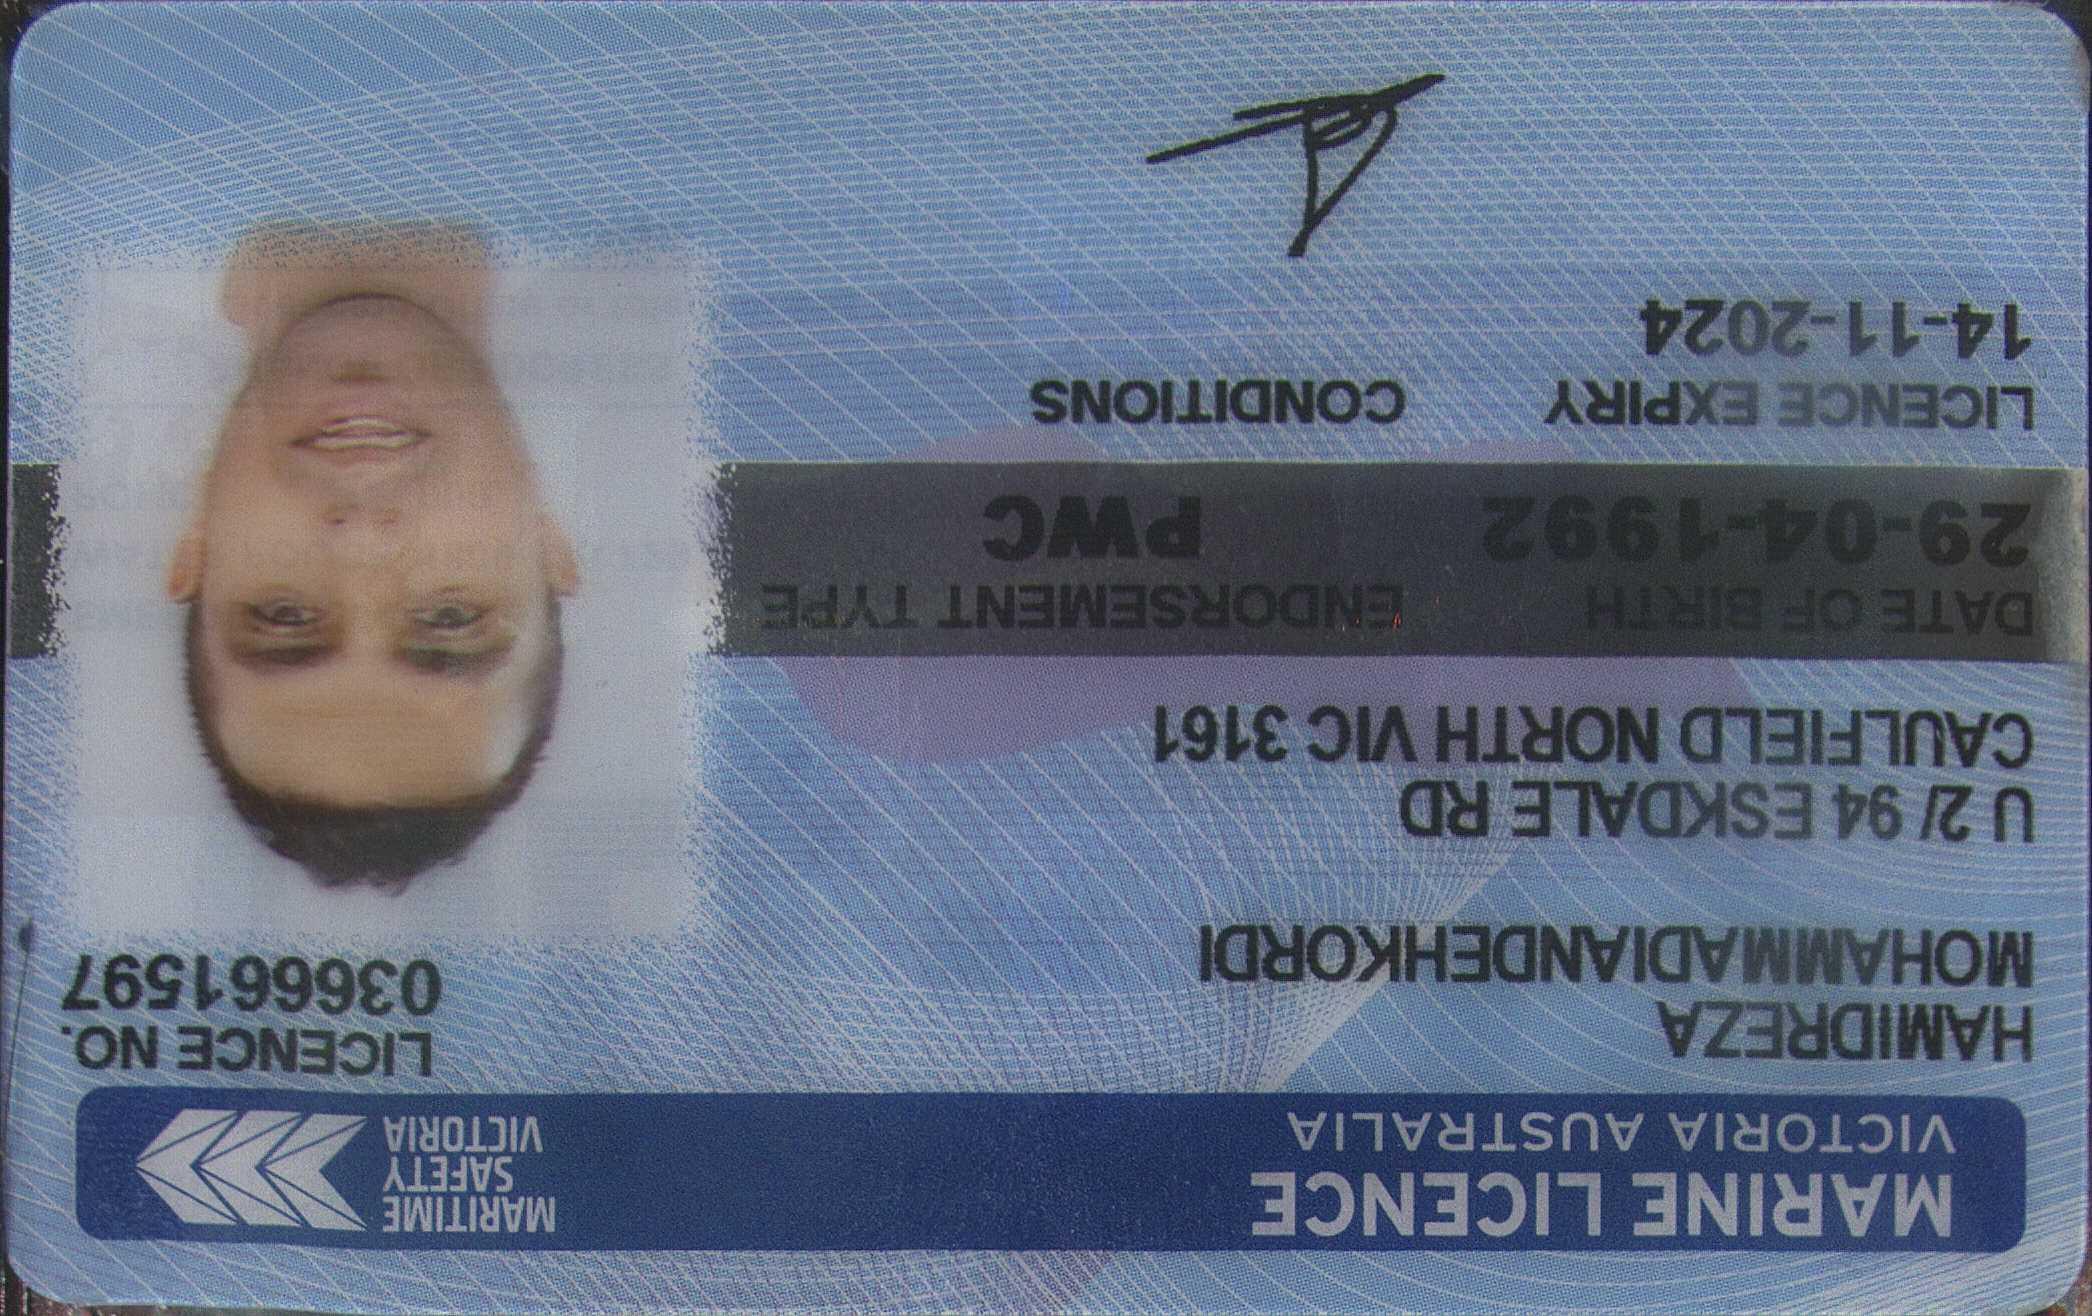 MARINE LICENCE
VICTORIA AUSTRALIA
MARITIME
SAFETY
VICTORIA
HAMIDREZA
MOHAMMADIANDEHKORDI
LICENCE NO.
036661597
U 2/ 94 ESKDALE RD
CAULFIELD NORTH VIC 3161
DATE OF BIRTH ENDORSEMENT TYPE
29-04-1992 PWC
LICENCE EXPIRY CONDITIONS
14-11-2024